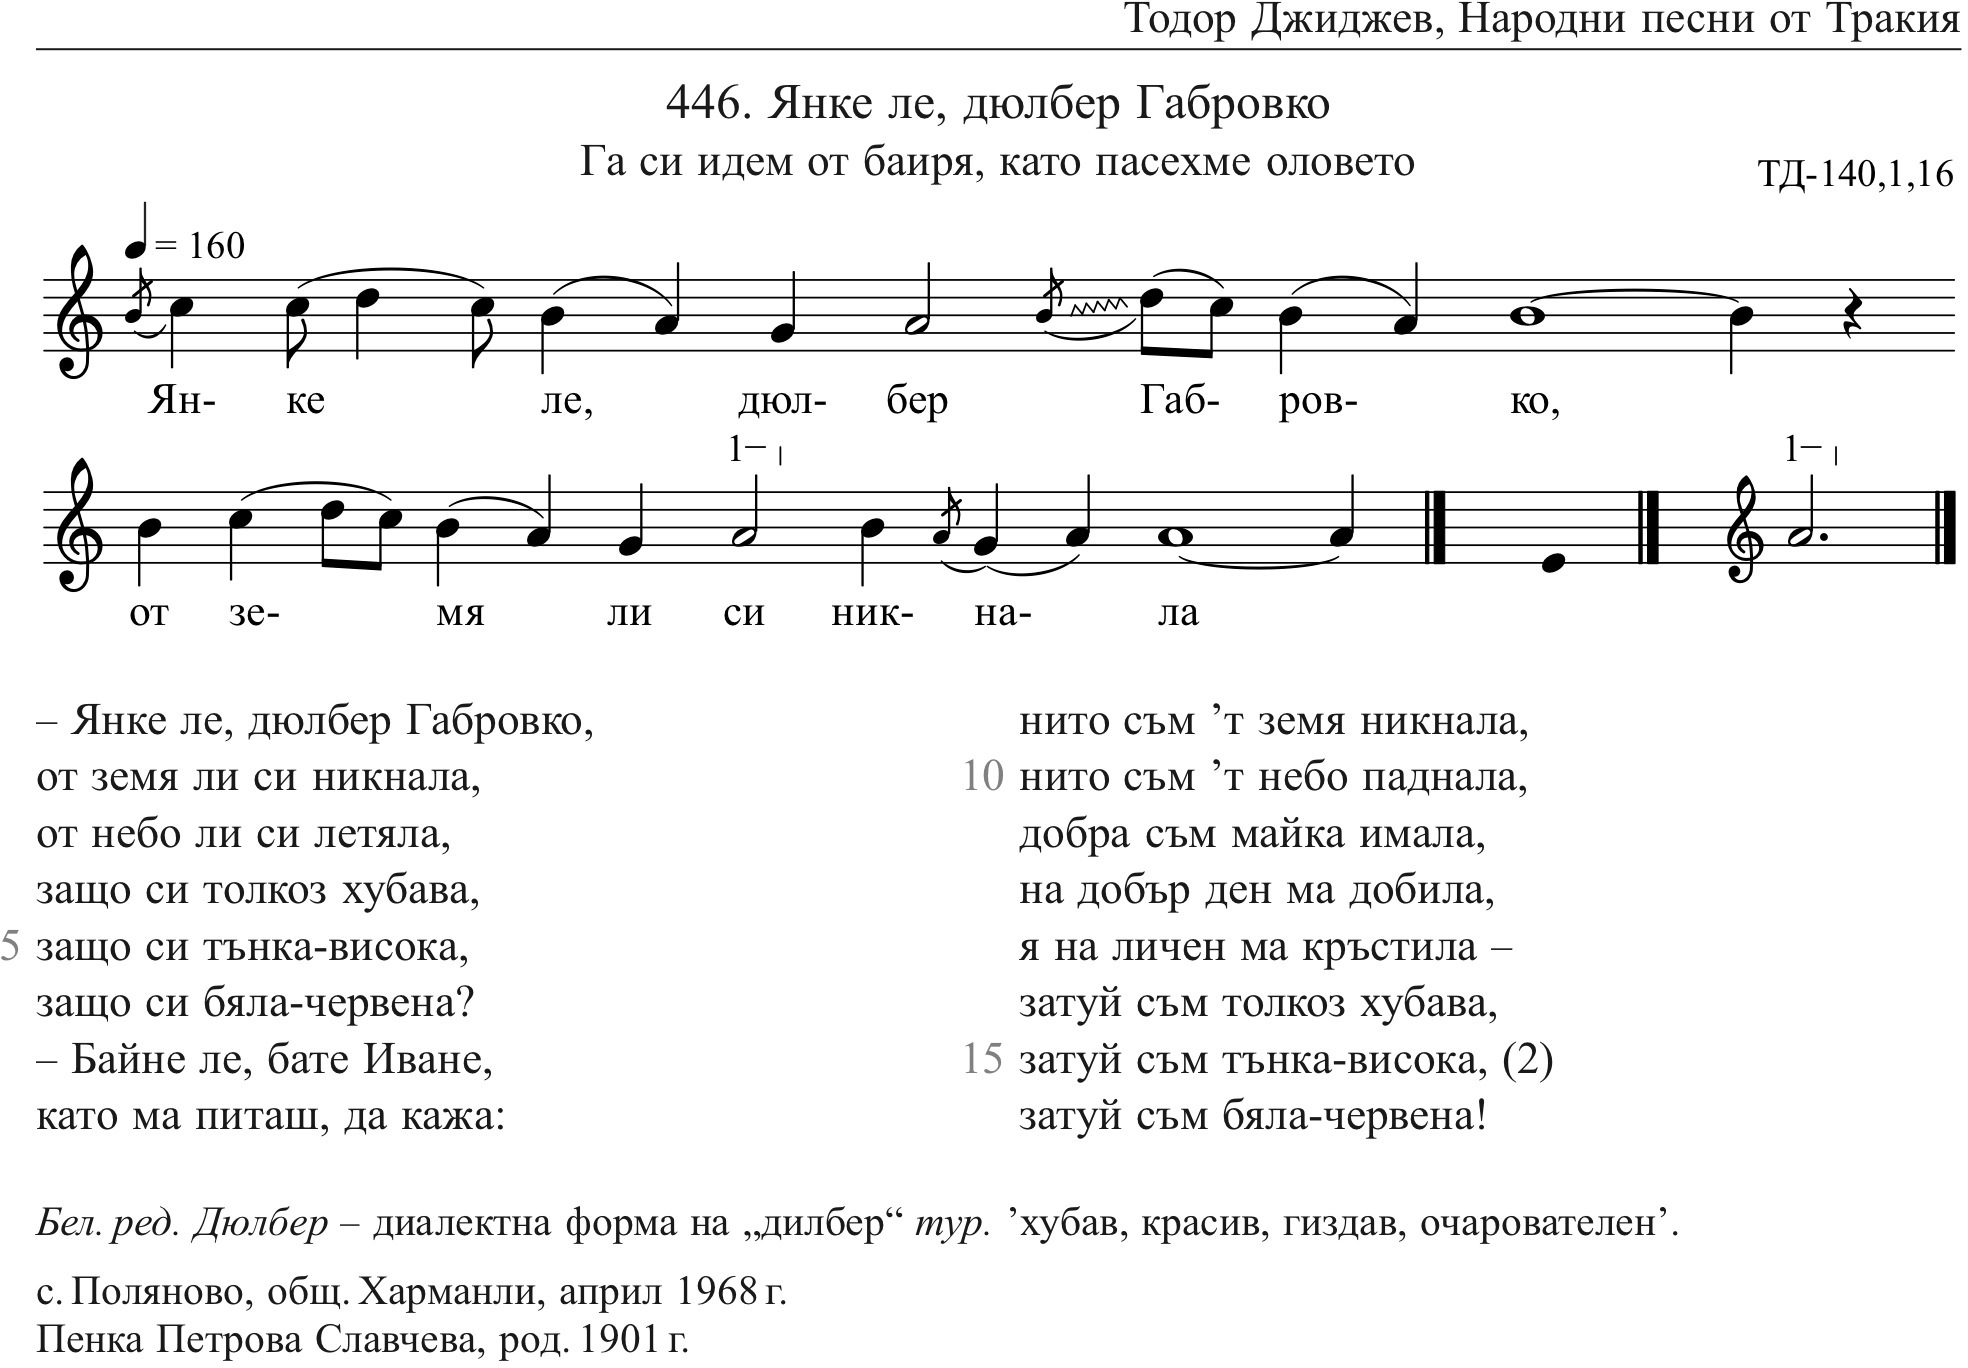 Тодор Джиджев, Народни песни от Тракия
446. Янке ле, дюлбер Габровко
Га си идем от баиря, като пасехме оловето
ТД-140,1,16
= 160
Ян- ке ле, дюл- бер Габ- ров- ко,
1– 1–
от зе- мя ли си ник- на- ла
– Янке ле, дюлбер Габровко,
от земя ли си никнала,
от небо ли си летяла,
защо си толкоз хубава,
5 защо си тънка-висока,
защо си бяла-червена?
– Байне ле, бате Иване,
като ма питаш, да кажа:
нито съм ’т земя никнала,
10 нито съм ’т небо паднала,
добра съм майка имала,
на добър ден ма добила,
я на личен ма кръстила –
затуй съм толкоз хубава,
15 затуй съм тънка-висока, (2)
затуй съм бяла-червена!
Бел. ред. Дюлбер – диалектна форма на „дилбер“ тур. ’хубав, красив, гиздав, очарователен’.
с. Поляново, общ. Харманли, април 1968 г.
Пенка Петрова Славчева, род. 1901 г.